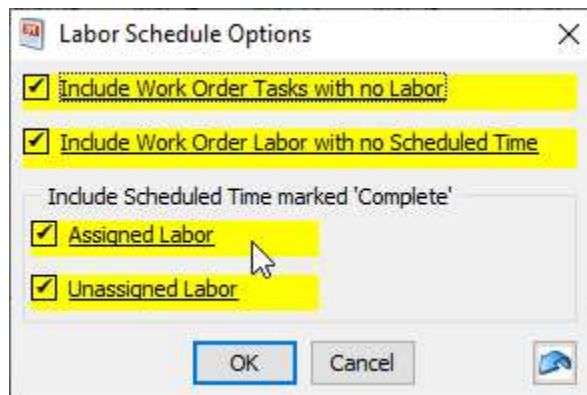 Labor Schedule Options
Include Work Order Tasks with no Labor
Include Work Order Labor with no Scheduled Time
Include Scheduled Time marked 'Complete'
Assigned Labor
Unassigned Labor
OK Cancel